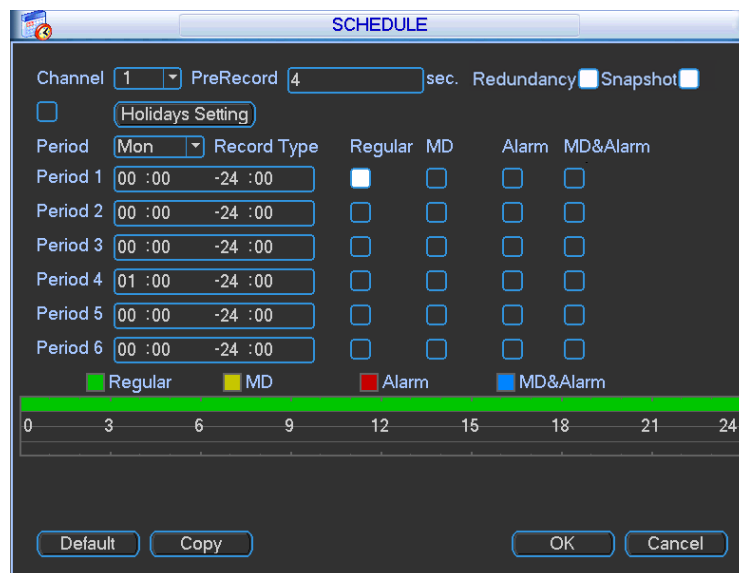 SCHEDULE
Channel 1 PreRecord 4 sec. Redundancy Snapshot
Holidays Setting
Period Mon Record Type Regular MD Alarm MD&Alarm
Period 1 00 :00 -24 :00
Period 2 00 :00 -24 :00
Period 3 00 :00 -24 :00
Period 4 01 :00 -24 :00
Period 5 00 :00 -24 :00
Period 6 00 :00 -24 :00
Regular MD Alarm MD&Alarm
0 3 6 9 12 15 18 21 24
Default Copy OK Cancel